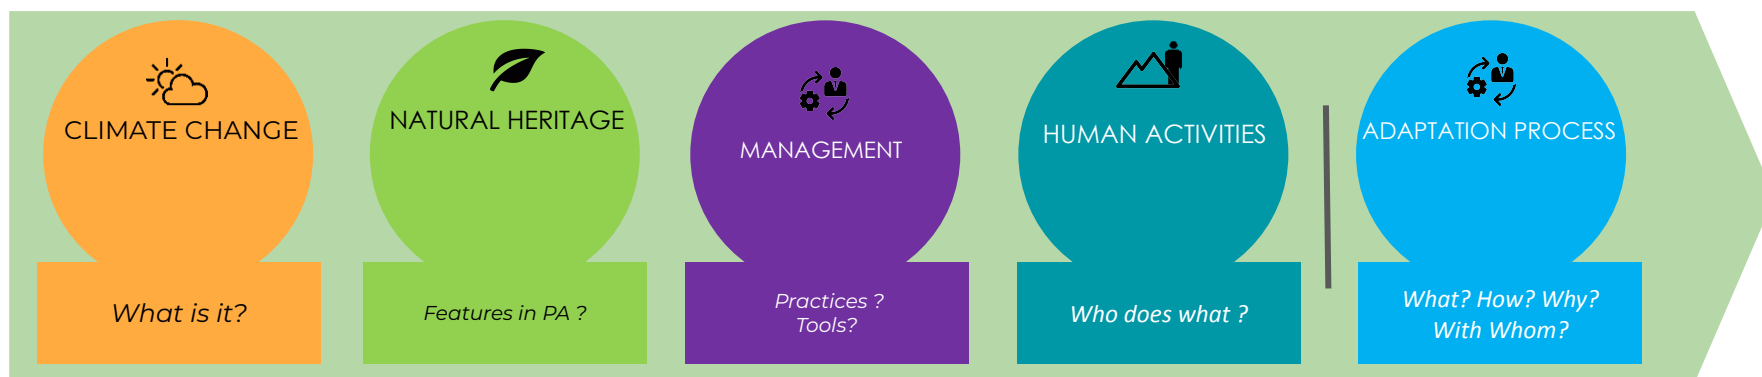 CLIMATE CHANGE
What is it?
NATURAL HERITAGE
Features in PA ?
MANAGEMENT
Practices ?
Tools?
HUMAN ACTIVITIES
Who does what ?
ADAPTATION PROCESS
What? How? Why?
With Whom?